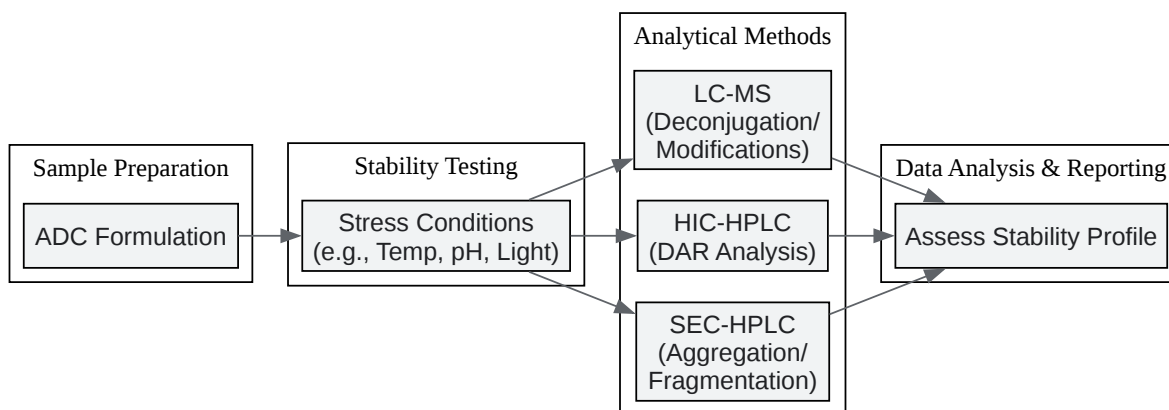 Sample Preparation
ADC Formulation
Stability Testing
Stress Conditions
(e.g., Temp, pH, Light)
Analytical Methods
LC-MS
(Deconjugation/
Modifications)
HIC-HPLC
(DAR Analysis)
SEC-HPLC
(Aggregation/
Fragmentation)
Data Analysis & Reporting
Assess Stability Profile